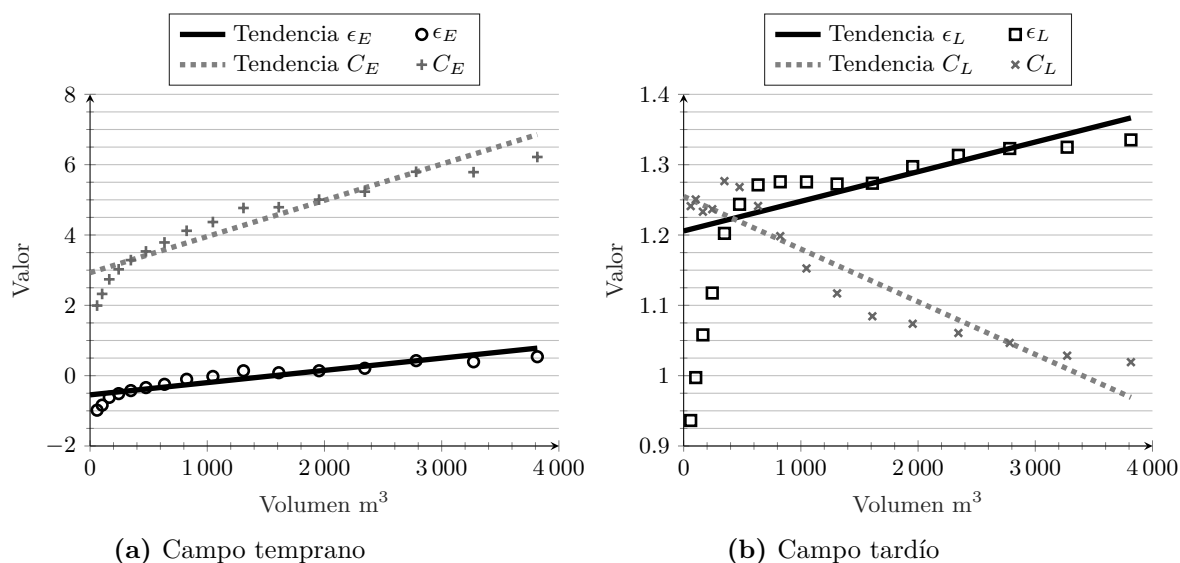 Tendencia ϵ_E ϵ_E
Tendencia C_E C_E
8
6
4
2
0
−2
Valor
0 1 000 2 000 3 000 4 000
Volumen m³
(a) Campo temprano
Tendencia ϵ_L ϵ_L
Tendencia C_L C_L
1.4
1.3
1.2
1.1
1
0.9
Valor
0 1 000 2 000 3 000 4 000
Volumen m³
(b) Campo tardío